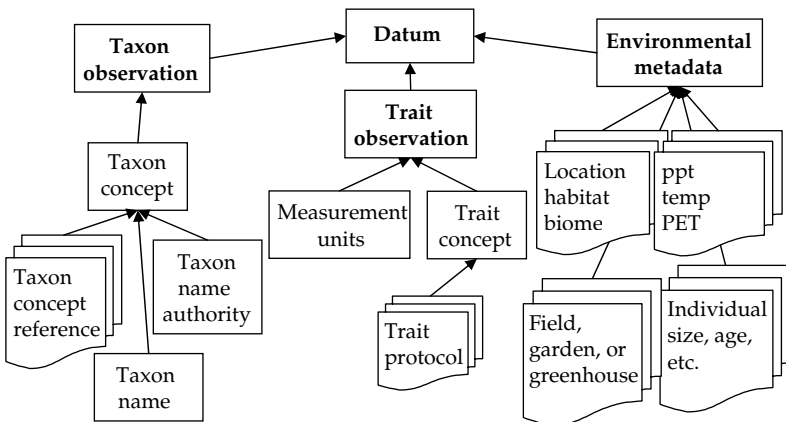 Taxon
observation
Datum
Environmental
metadata
Trait
observation
Taxon
concept
Measurement
units
Trait
concept
Location
habitat
biome
ppt
temp
PET
Taxon
concept
reference
Taxon
name
authority
Taxon
name
Trait
protocol
Field,
garden, or
greenhouse
Individual
size, age,
etc.